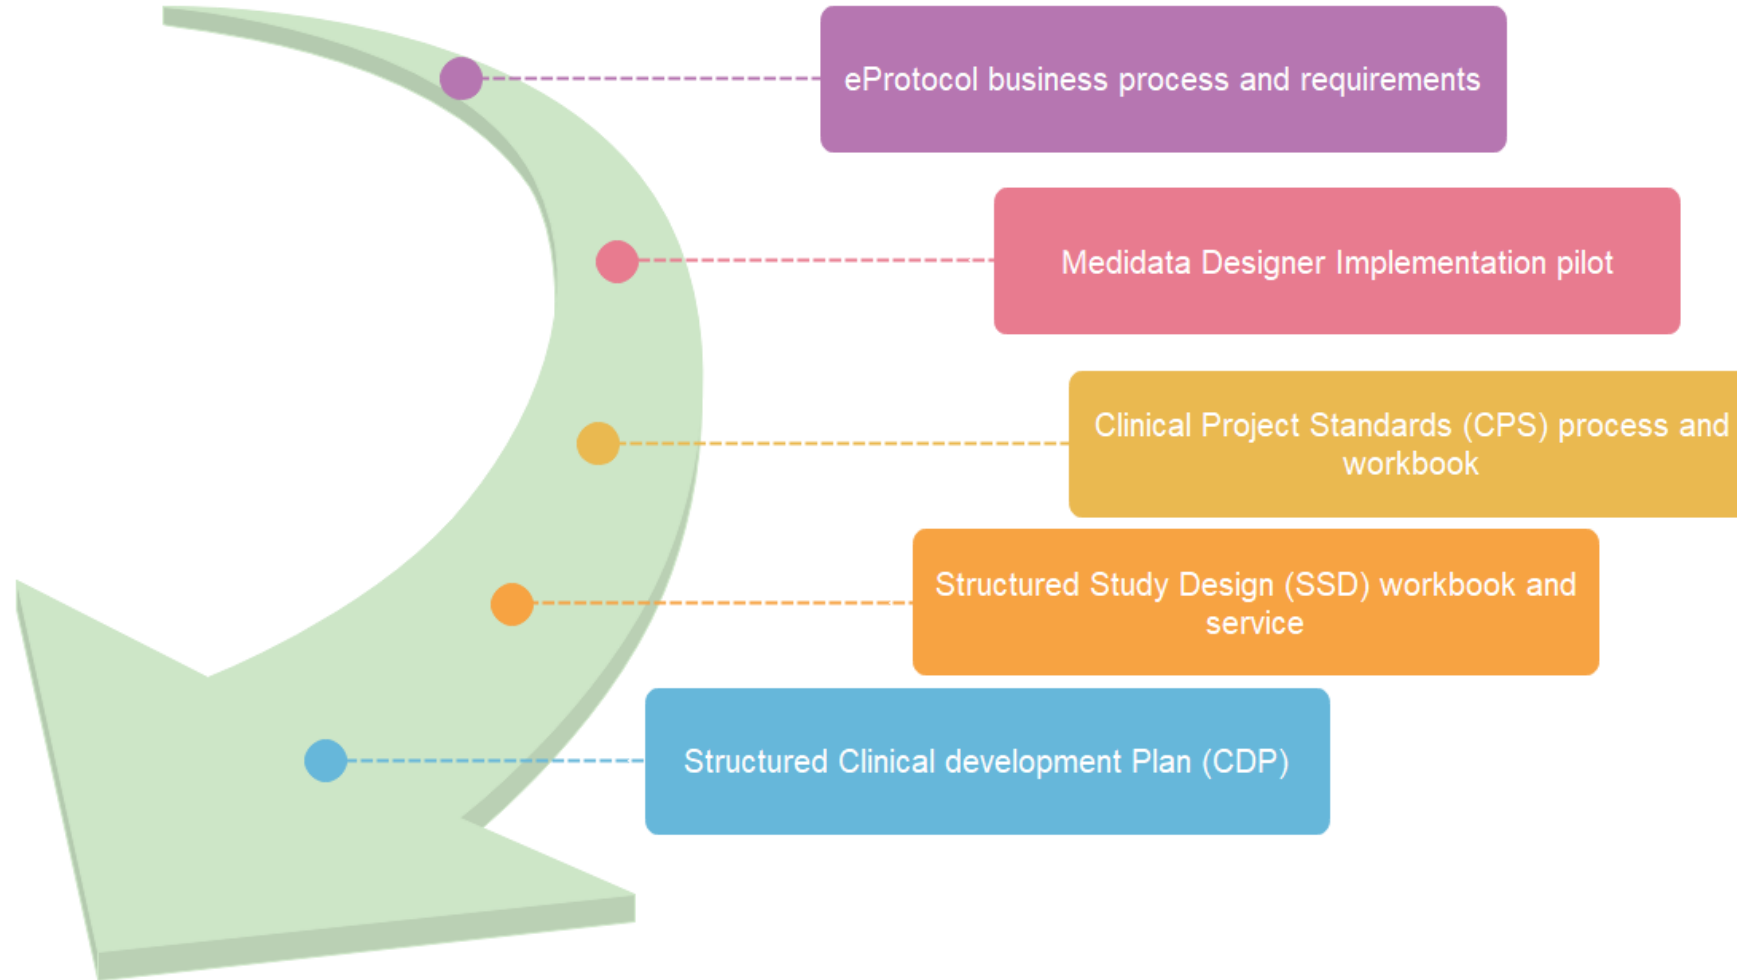 eProtocol business process and requirements
Medidata Designer Implementation pilot
Clinical Project Standards (CPS) process and
workbook
Structured Study Design (SSD) workbook and
service
Structured Clinical development Plan (CDP)